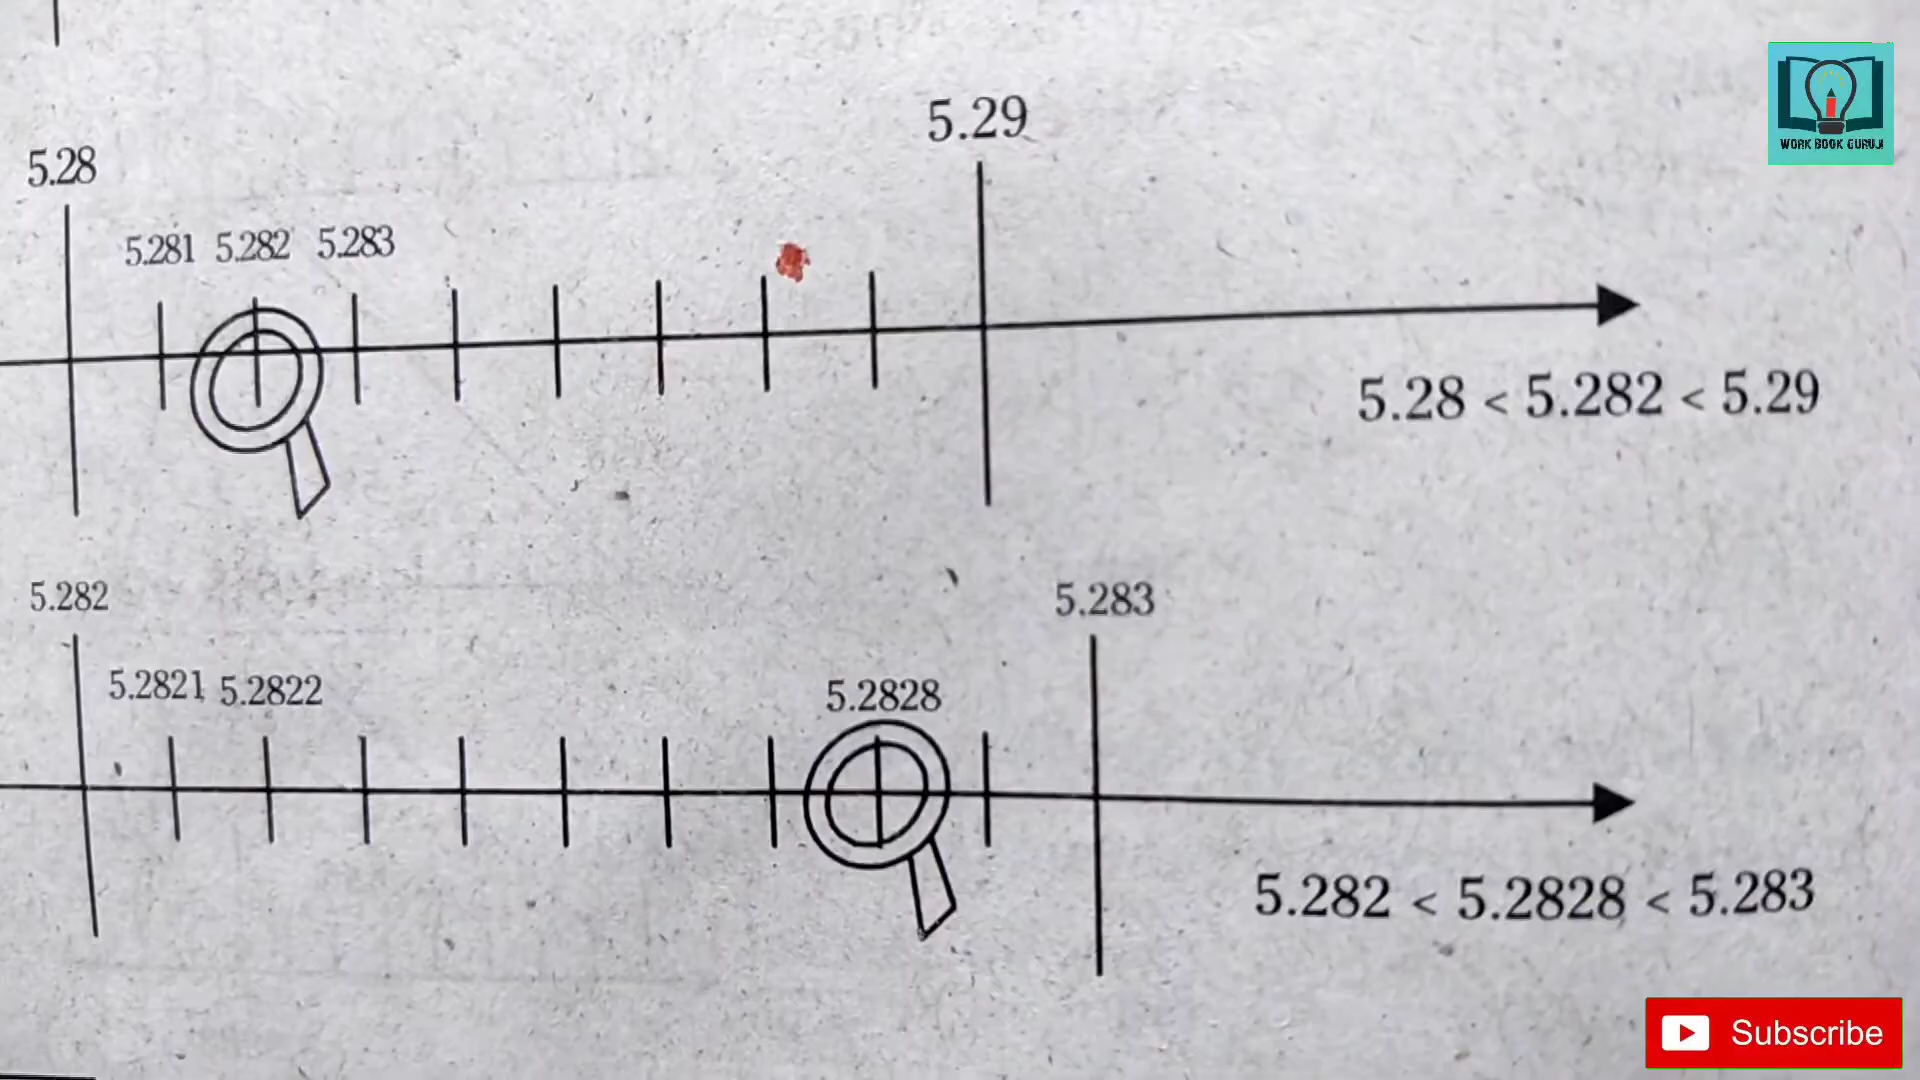 5.29
5.28
5.281 5.282 5.283
5.28 < 5.282 < 5.29
5.282
5.283
5.2821 5.2822
5.2828
5.282 < 5.2828 < 5.283
WORK BOOK GURUJI
Subscribe